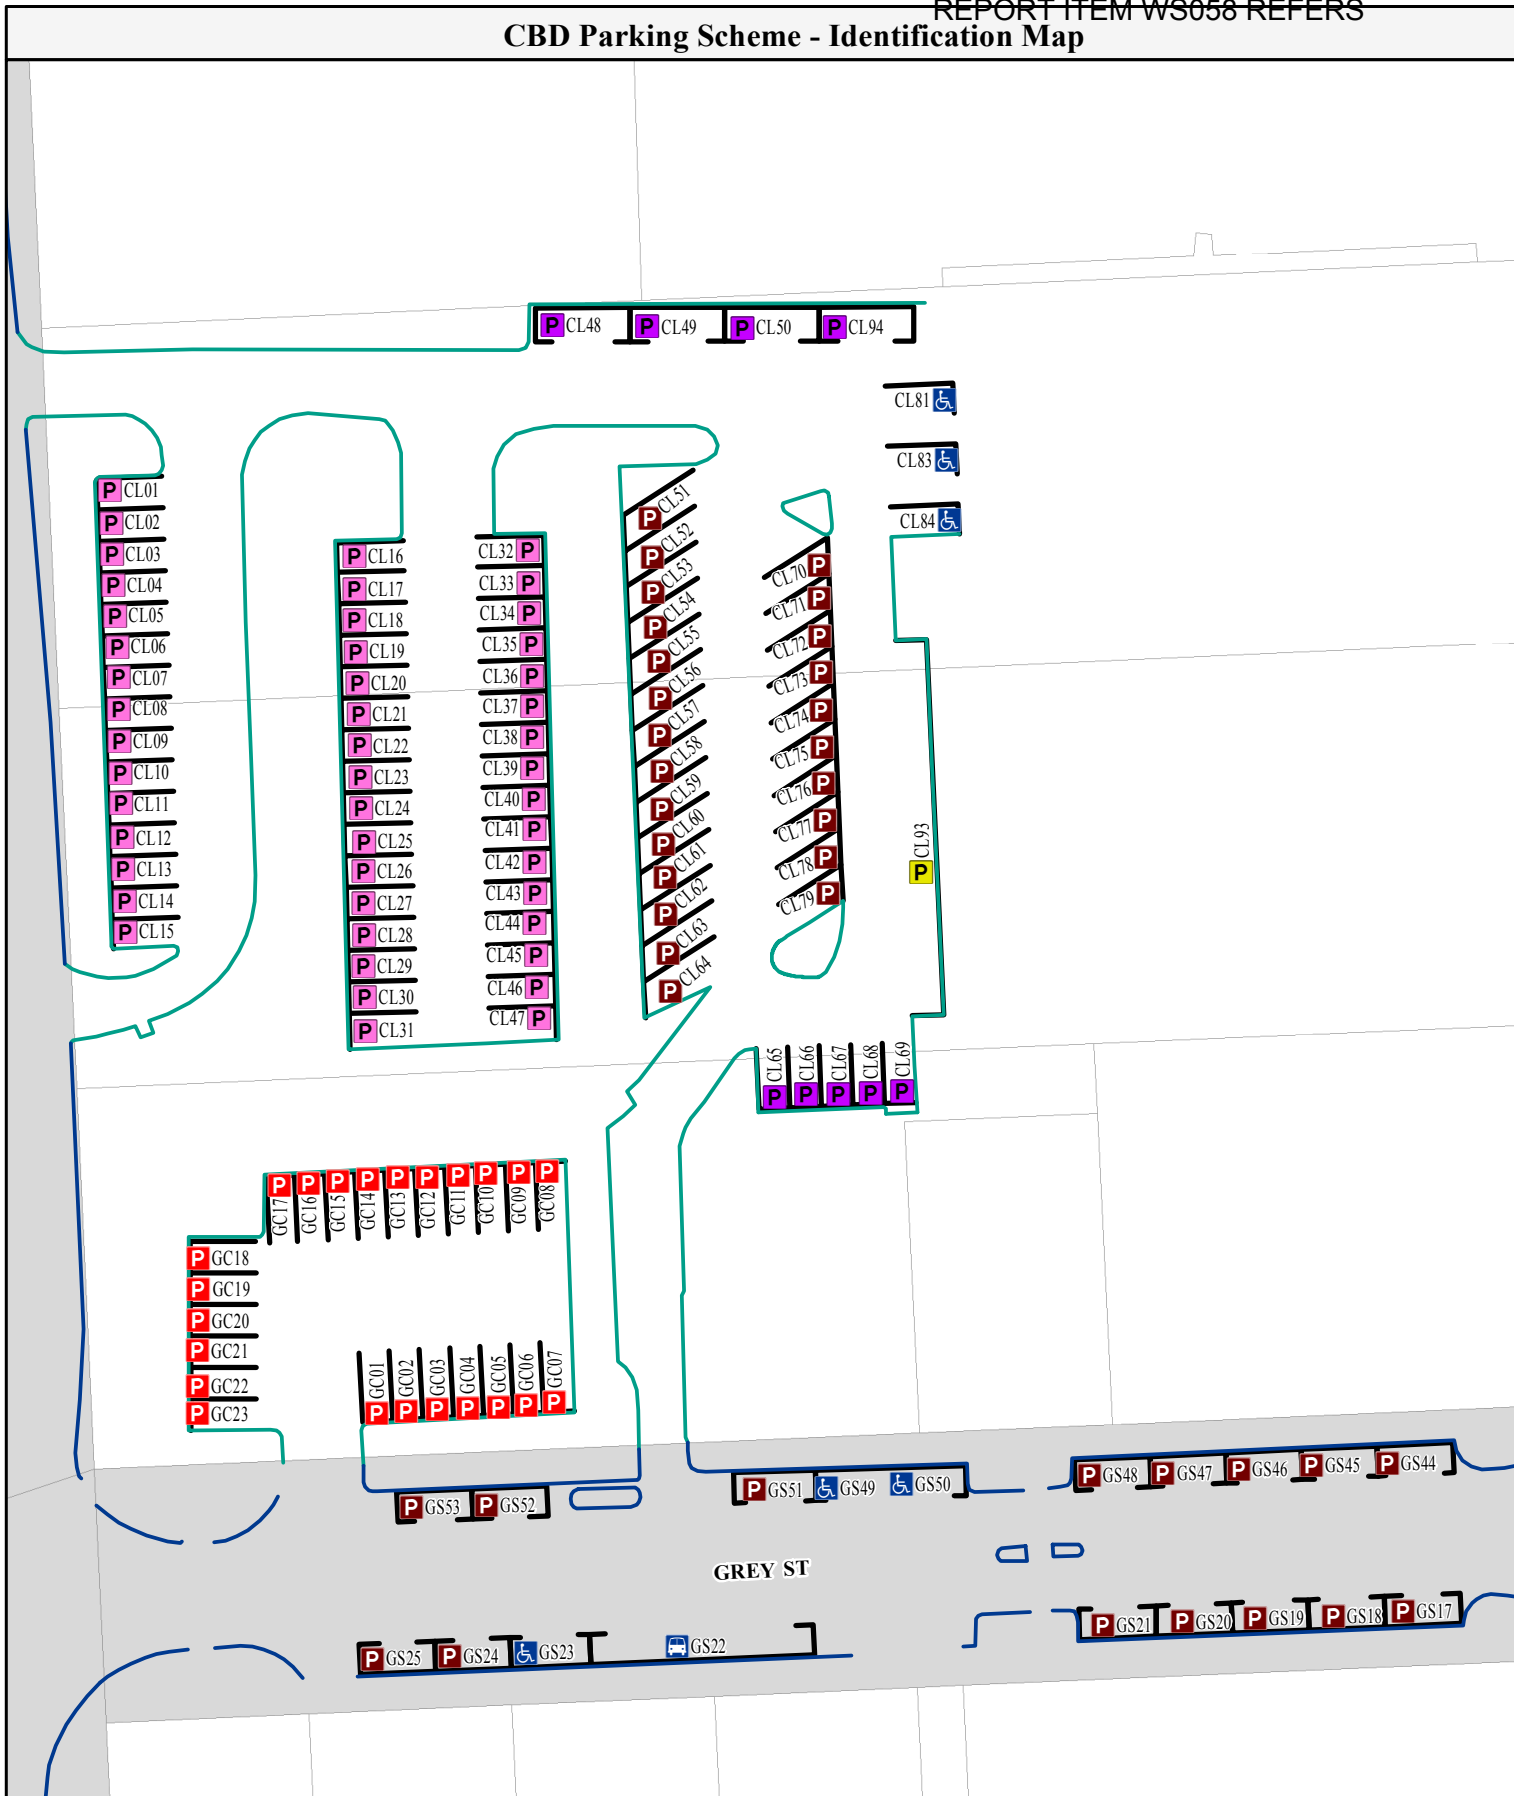 REPORT ITEM WS058 REFERS
CBD Parking Scheme - Identification Map
P CL48
P CL49
P CL50
P CL94
CL81
CL83
CL84
P CL01
P CL02
P CL03
P CL04
P CL05
P CL06
P CL07
P CL08
P CL09
P CL10
P CL11
P CL12
P CL13
P CL14
P CL15
P CL16
P CL17
P CL18
P CL19
P CL20
P CL21
P CL22
P CL23
P CL24
P CL25
P CL26
P CL27
P CL28
P CL29
P CL30
P CL31
CL32 P
CL33 P
CL34 P
CL35 P
CL36 P
CL37 P
CL38 P
CL39 P
CL40 P
CL41 P
CL42 P
CL43 P
CL44 P
CL45 P
CL46 P
CL47 P
P CL51
P CL52
P CL53
P CL54
P CL55
P CL56
P CL57
P CL58
P CL59
P CL60
P CL61
P CL62
P CL63
P CL64
CL70 P
CL71 P
CL72 P
CL73 P
CL74 P
CL75 P
CL76 P
CL77 P
CL78 P
CL79 P
P CL93
P CL65
P CL66
P CL67
P CL68
P CL69
P GC17
P GC16
P GC15
P GC14
P GC13
P GC12
P GC11
P GC10
P GC09
P GC08
P GC18
P GC19
P GC20
P GC21
P GC22
P GC23
P GC01
P GC02
P GC03
P GC04
P GC05
P GC06
P GC07
P GS53
P GS52
P GS51
GS49
GS50
P GS48
P GS47
P GS46
P GS45
P GS44
GREY ST
P GS25
P GS24
GS23
GS22
P GS21
P GS20
P GS19
P GS18
P GS17